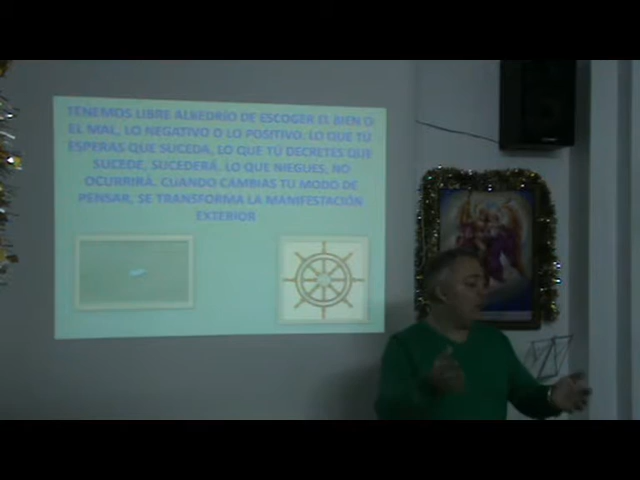 TENEMOS LIBRE ALBEDRÍO DE ESCOGER EL BIEN O
EL MAL, LO NEGATIVO O LO POSITIVO. LO QUE TÚ
ESPERAS QUE SUCEDA, LO QUE TÚ DECRETES QUE
SUCEDE, SUCEDERÁ. LO QUE NIEGUES, NO
OCURRIRÁ. CUANDO CAMBIAS TU MODO DE
PENSAR, SE TRANSFORMA LA MANIFESTACIÓN
EXTERIOR